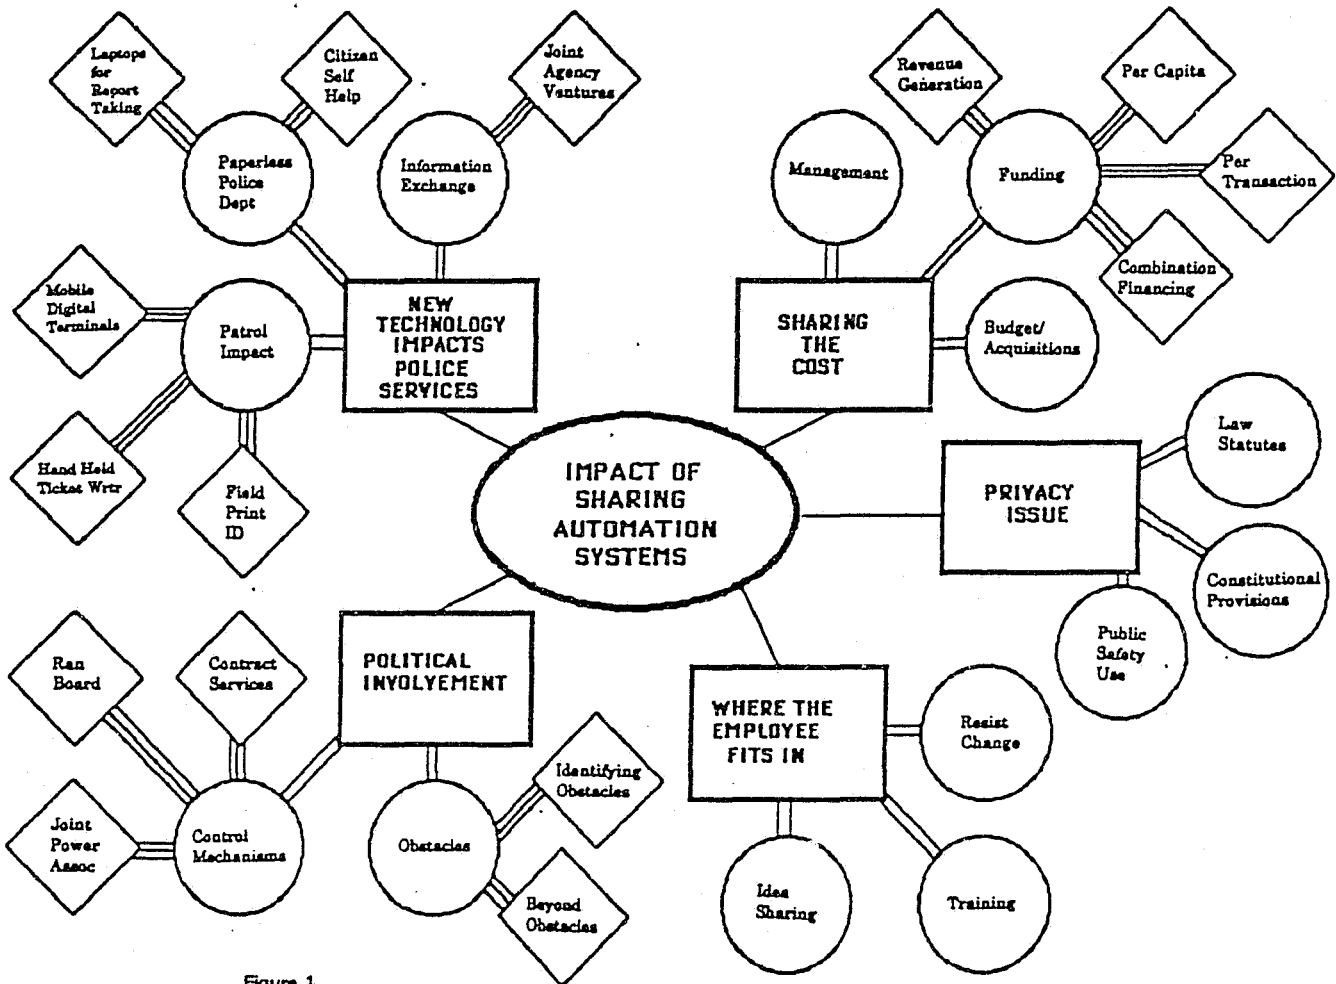 Laptops
for
Report
Taking
Citizen
Self
Help
Joint
Agency
Ventures
Paperless
Police
Dept
Information
Exchange
Mobile
Digital
Terminals
Patrol
Impact
Hand Held
Ticket Wrtr
Field
Print
ID
NEW
TECHNOLOGY
IMPACTS
POLICE
SERVICES
Revenue
Generation
Per Capita
Management
Funding
Per
Transaction
Combination
Financing
SHARING
THE
COST
Budget/
Acquisitions
IMPACT OF
SHARING
AUTOMATION
SYSTEMS
PRIVACY
ISSUE
Law
Statutes
Constitutional
Provisions
Public
Safety
Use
POLITICAL
INVOLVEMENT
Ran
Board
Contract
Services
Joint
Power
Assoc
Control
Mechanisms
Obstacles
Identifying
Obstacles
Beyond
Obstacles
WHERE THE
EMPLOYEE
FITS IN
Resist
Change
Idea
Sharing
Training
Figure 1